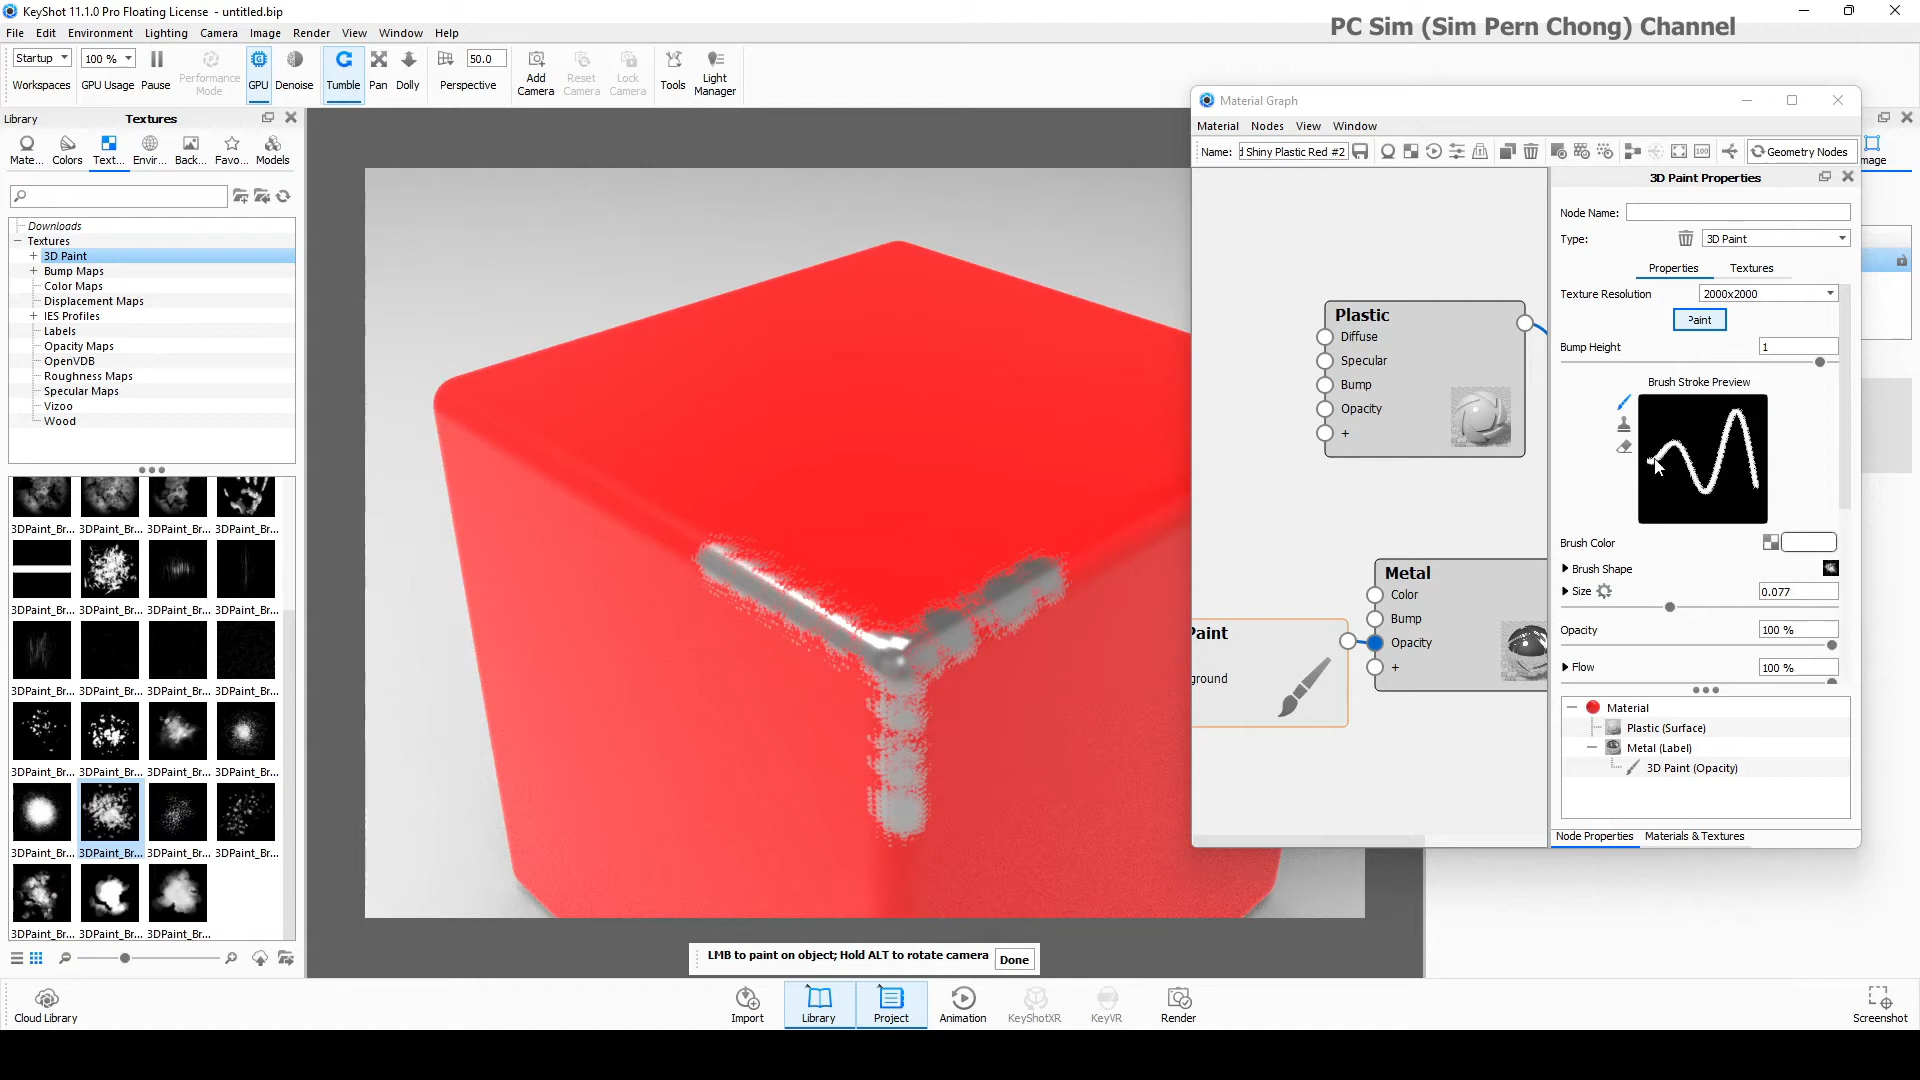 KeyShot 11.1.0 Pro Floating License - untitled.bip
PC Sim (Sim Pern Chong) Channel
File Edit Environment Lighting Camera Image Render View Window Help
Startup 100 % 50.0
Workspaces GPU Usage Pause Performance Mode GPU Denoise Tumble Pan Dolly Perspective Add Camera Reset Camera Lock Camera Tools Light Manager
Library Textures
Mate... Colors Text... Envir... Back... Favo... Models
Downloads
Textures
3D Paint
Bump Maps
Color Maps
Displacement Maps
IES Profiles
Labels
Opacity Maps
OpenVDB
Roughness Maps
Specular Maps
Vizoo
Wood
3DPaint_Br... 3DPaint_Br... 3DPaint_Br... 3DPaint_Br...
3DPaint_Br... 3DPaint_Br... 3DPaint_Br... 3DPaint_Br...
3DPaint_Br... 3DPaint_Br... 3DPaint_Br... 3DPaint_Br...
3DPaint_Br... 3DPaint_Br... 3DPaint_Br... 3DPaint_Br...
3DPaint_Br... 3DPaint_Br... 3DPaint_Br... 3DPaint_Br...
3DPaint_Br... 3DPaint_Br... 3DPaint_Br...
Material Graph
Material Nodes View Window
Name: d Shiny Plastic Red #2 100 Geometry Nodes
mage
Plastic
Diffuse
Specular
Bump
Opacity
+
Metal
Color
Bump
Opacity
+
Paint
ground
3D Paint Properties
Node Name:
Type: 3D Paint
Properties Textures
Texture Resolution 2000x2000
Paint
Bump Height 1
Brush Stroke Preview
Brush Color
Brush Shape
Size 0.077
Opacity 100 %
Flow 100 %
Material
Plastic (Surface)
Metal (Label)
3D Paint (Opacity)
Node Properties Materials & Textures
LMB to paint on object; Hold ALT to rotate camera Done
Cloud Library Import Library Project Animation KeyShotXR KeyVR Render Screenshot